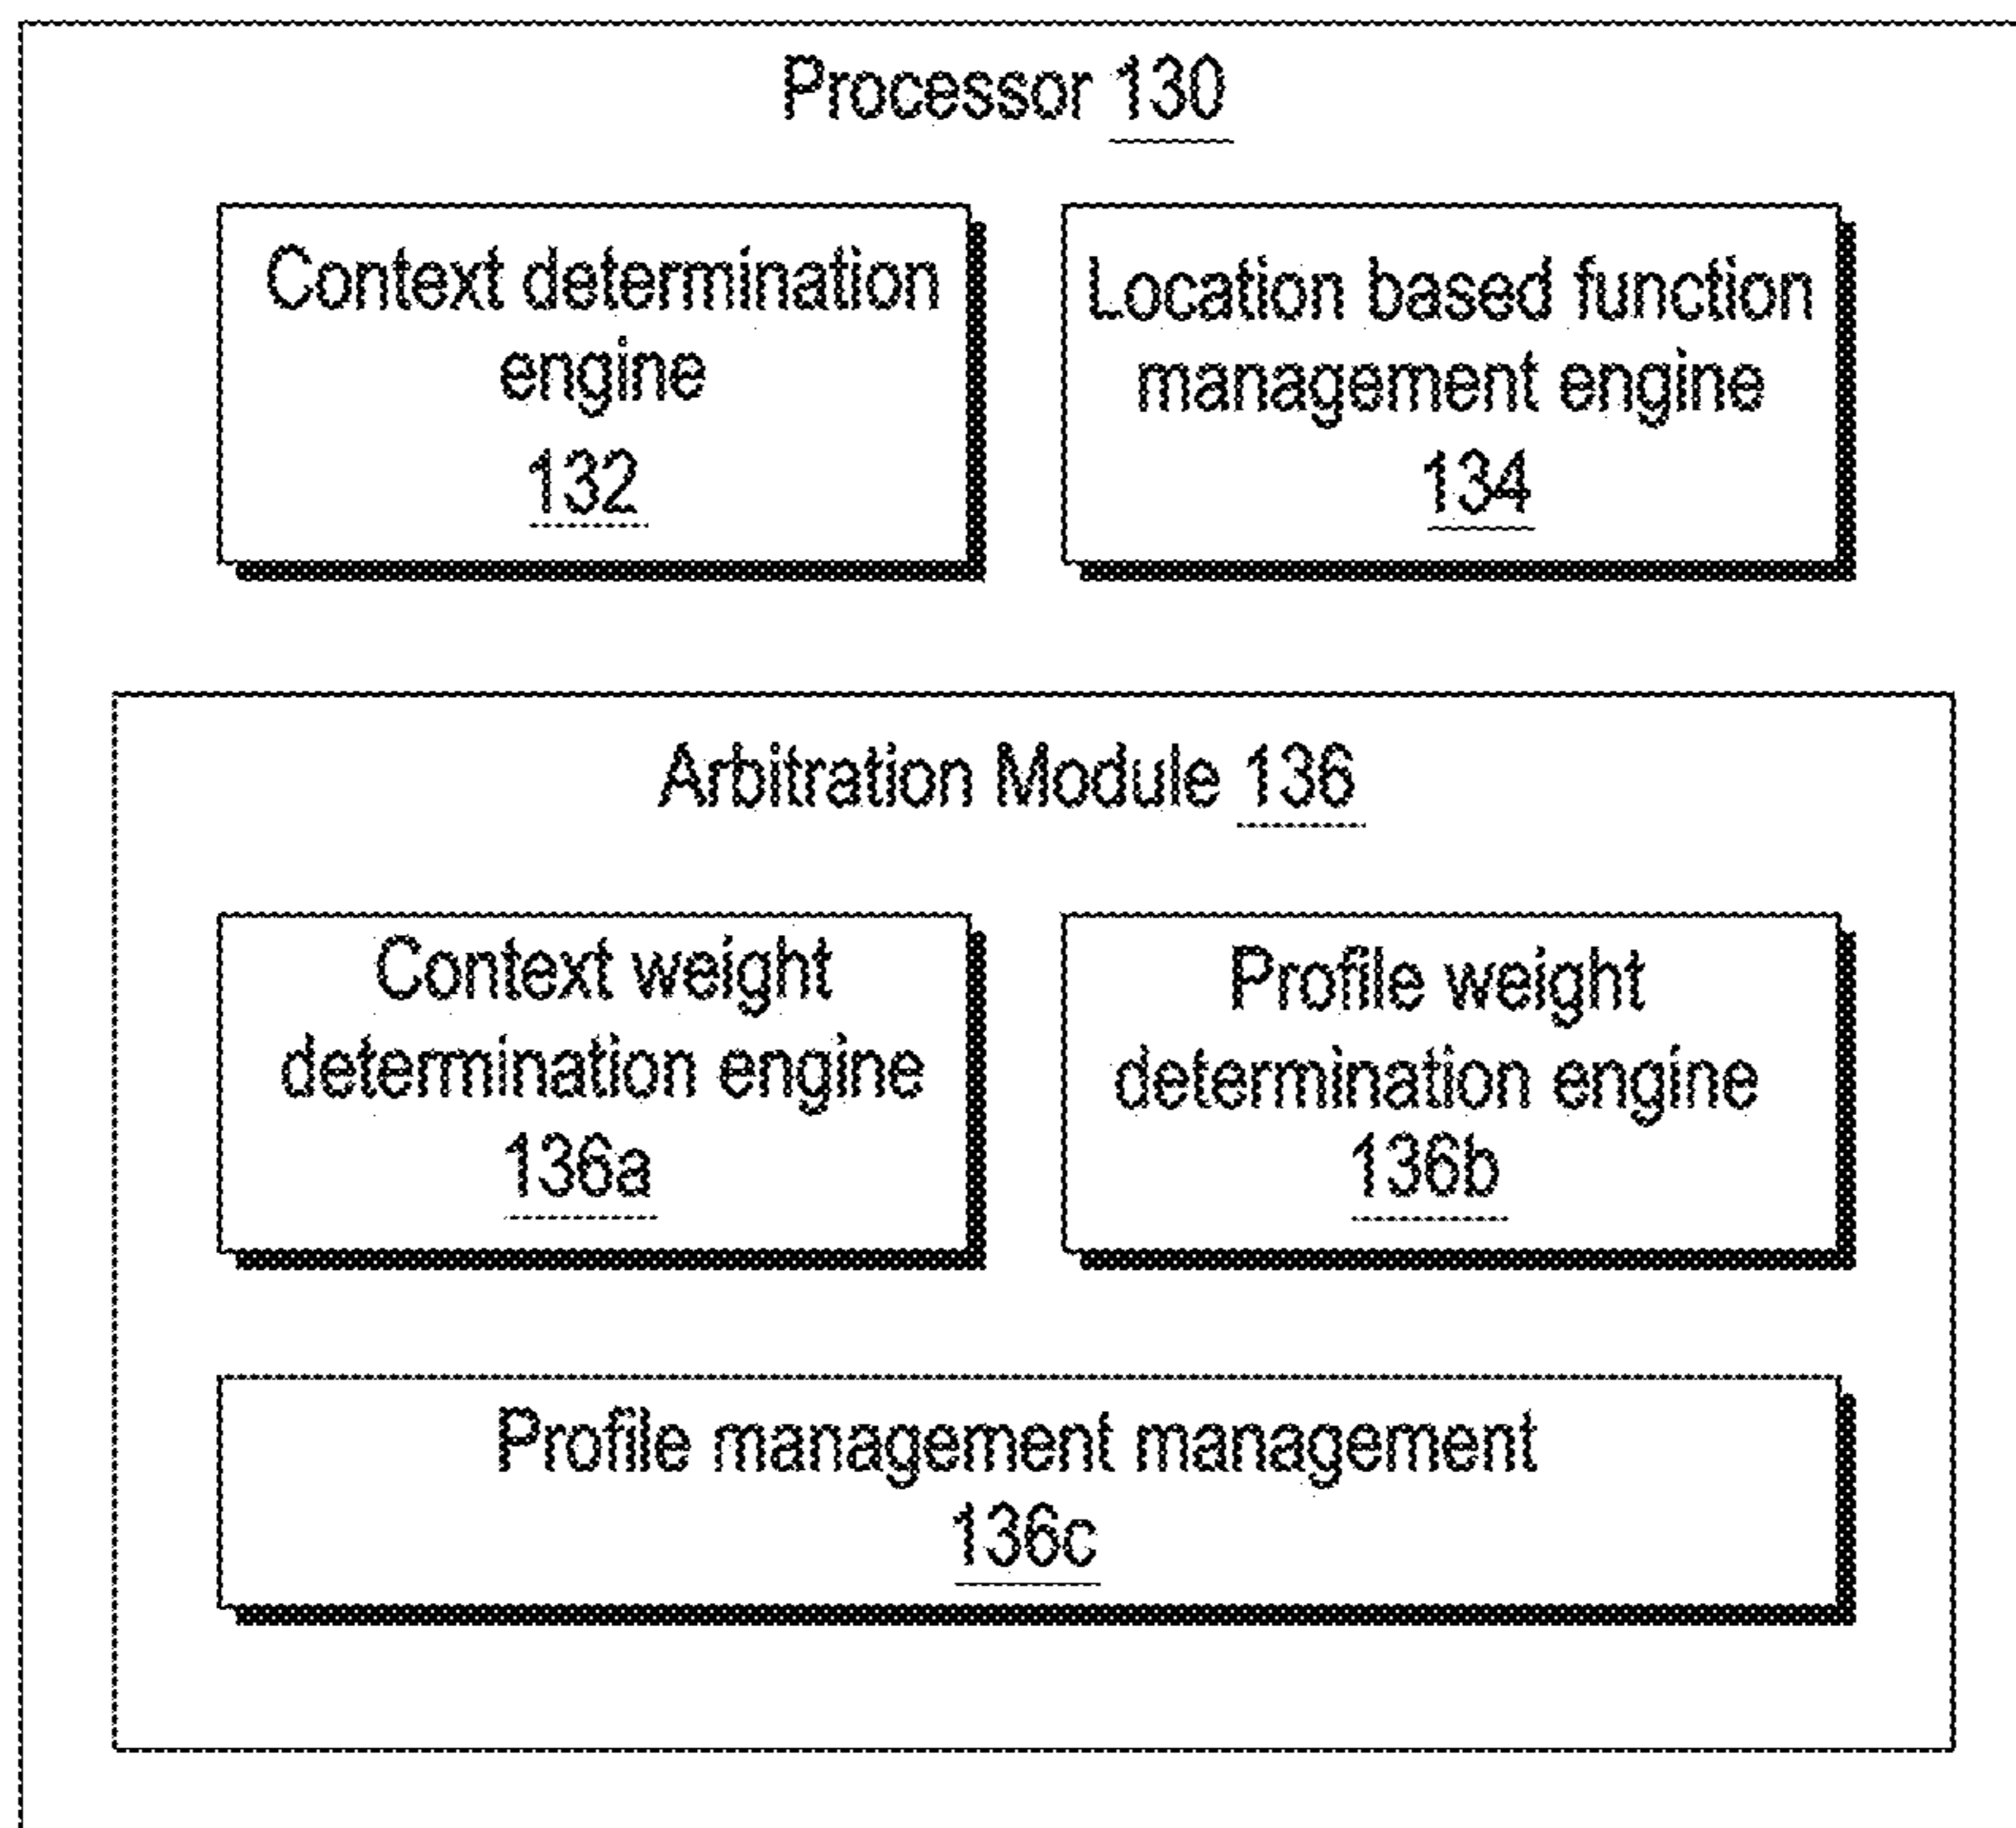 Processor 130
Context determination
engine
132
Location based function
management engine
134
Arbitration Module 136
Context weight
determination engine
136a
Profile weight
determination engine
136b
Profile management management
136c